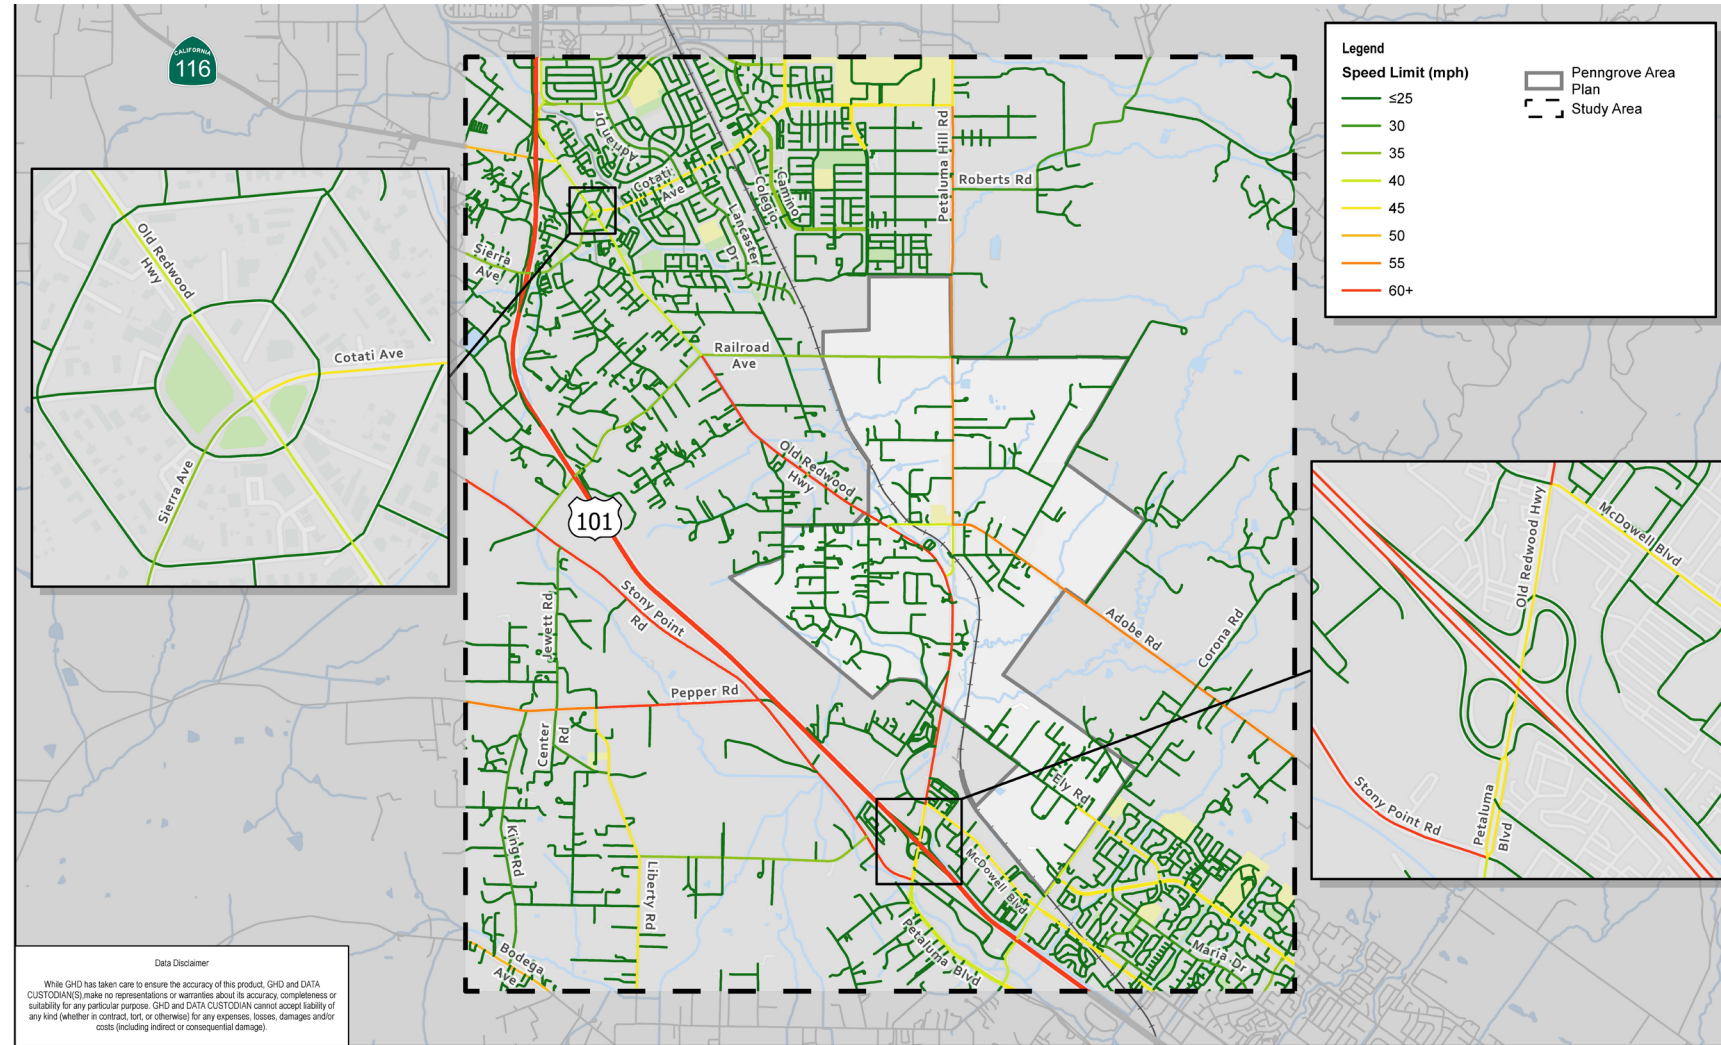 CALIFORNIA
116
Legend
Speed Limit (mph)
≤25
30
35
40
45
50
55
60+
Penngrove Area
Plan
Study Area
Adrian Dr
Cotati
Ave
Camino
Colegio
Lancaster
Dr
Petaluma Hill Rd
Roberts Rd
Sierra
Ave
Railroad
Ave
Old Redwood
Hwy
101
Stony Point
Rd
Jewett Rd
Pepper Rd
Center
Rd
King Rd
Liberty Rd
Bodega
Ave
Adobe Rd
Corona Rd
Ely Rd
McDowell
Blvd
Petaluma Blvd
Maria Dr
Old Redwood
Hwy
Cotati Ave
Sierra Ave
Old Redwood Hwy
McDowell Blvd
Stony Point Rd
Petaluma
Blvd
Data Disclaimer
While GHD has taken care to ensure the accuracy of this product, GHD and DATA
CUSTODIAN(S),make no representations or warranties about its accuracy, completeness or
suitability for any particular purpose. GHD and DATA CUSTODIAN cannot accept liability of
any kind (whether in contract, tort, or otherwise) for any expenses, losses, damages and/or
costs (including indirect or consequential damage).